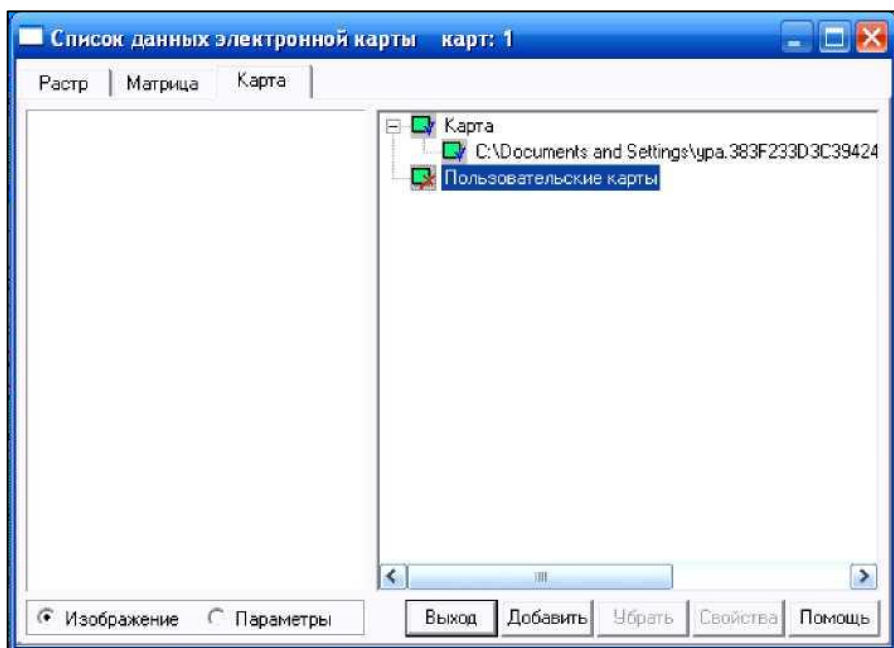 Список данных электронной карты карт: 1
Растр Матрица Карта
Карта
C:\Documents and Settings\ура.383F233D3C39424
Пользовательские карты
Изображение Параметры Выход Добавить Убрать Свойства Помощь